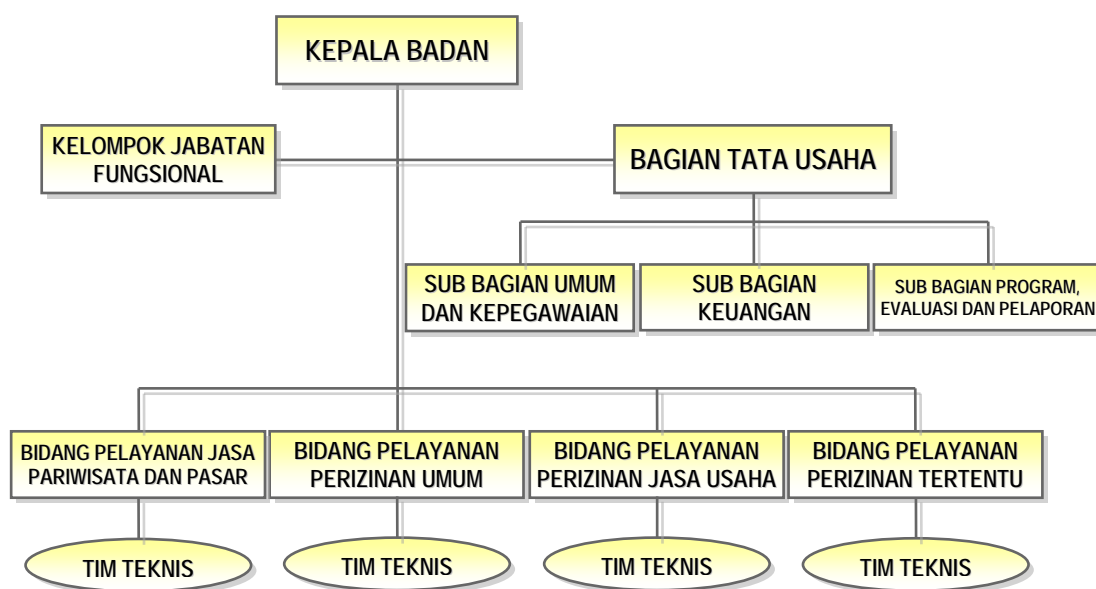 KEPALA BADAN
KELOMPOK JABATAN
FUNGSIONAL
BAGIAN TATA USAHA
SUB BAGIAN UMUM
DAN KEPEGAWAIAN
SUB BAGIAN
KEUANGAN
SUB BAGIAN PROGRAM,
EVALUASI DAN PELAPORAN
BIDANG PELAYANAN JASA
PARIWISATA DAN PASAR
BIDANG PELAYANAN
PERIZINAN UMUM
BIDANG PELAYANAN
PERIZINAN JASA USAHA
BIDANG PELAYANAN
PERIZINAN TERTENTU
TIM TEKNIS
TIM TEKNIS
TIM TEKNIS
TIM TEKNIS